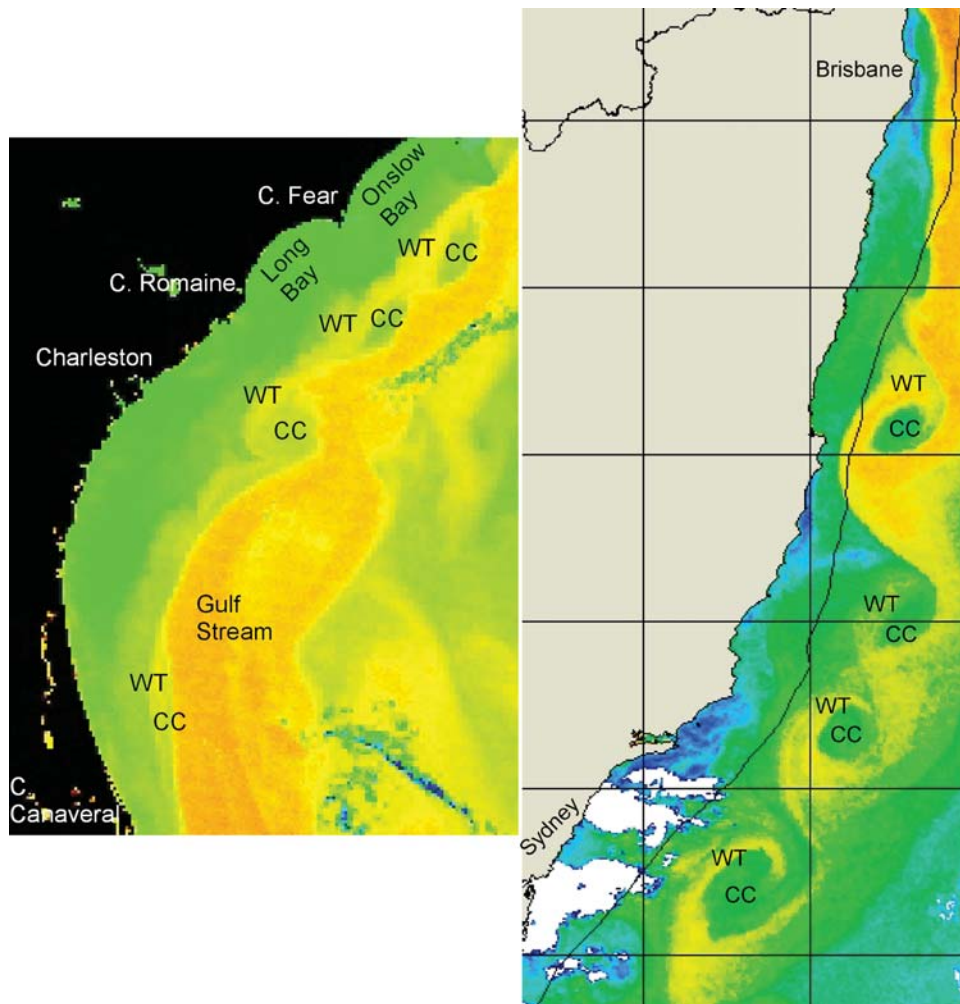 C. Fear
Onslow
Bay
WT
CC
Long
Bay
C. Romaine
WT
CC
Charleston
WT
CC
Gulf
Stream
WT
CC
C.
Canaveral
Brisbane
WT
CC
WT
CC
WT
CC
Sydney
WT
CC